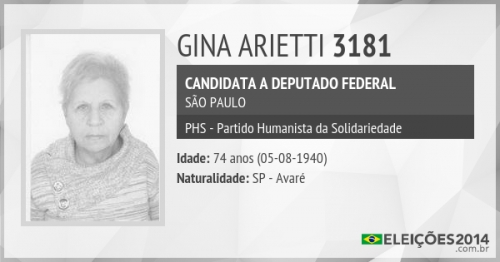 GINA ARIETTI 3181
CANDIDATA A DEPUTADO FEDERAL
SÃO PAULO
PHS - Partido Humanista da Solidariedade
Idade: 74 anos (05-08-1940)
Naturalidade: SP - Avaré
ELEIÇÕES2014
.com.br